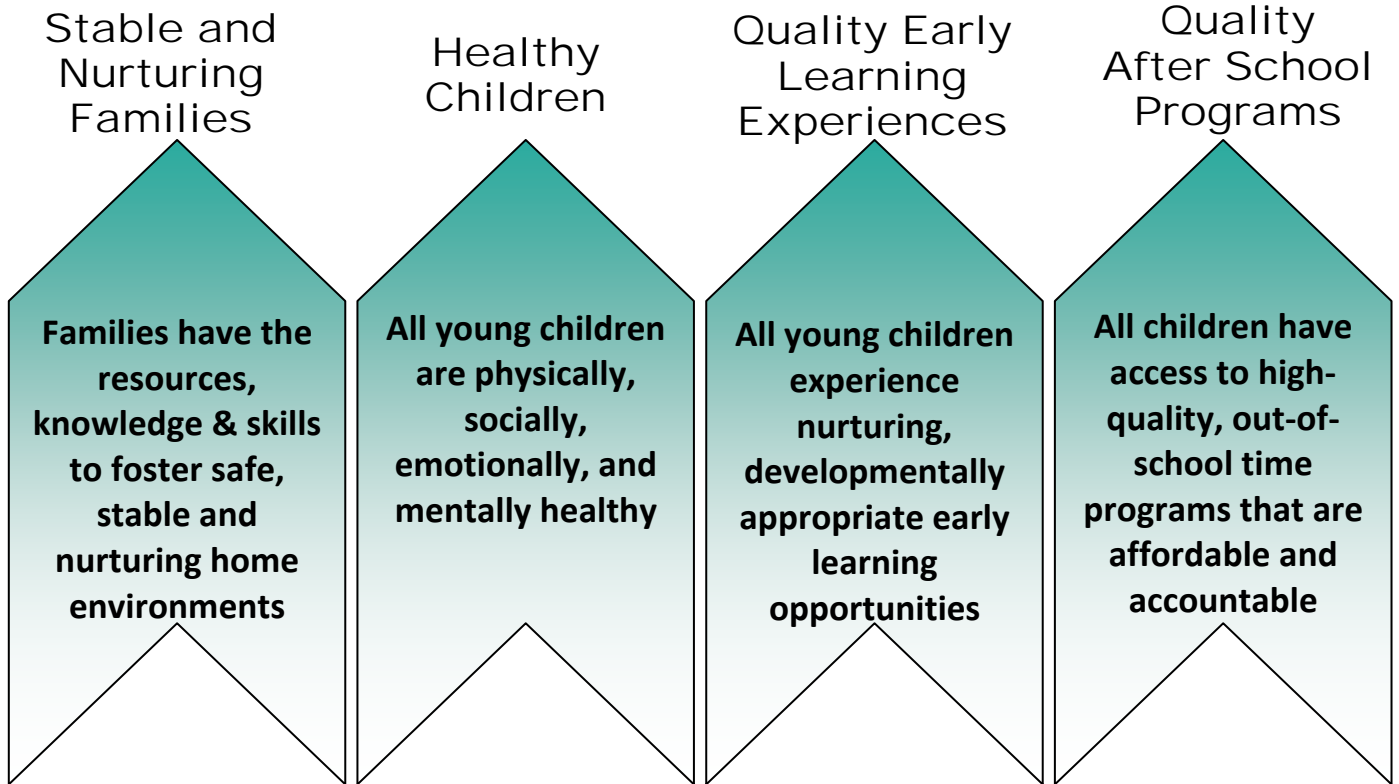 Stable and
Nurturing
Families
Healthy
Children
Quality Early
Learning
Experiences
Quality
After School
Programs
Families have the
resources,
knowledge & skills
to foster safe,
stable and
nurturing home
environments
All young children
are physically,
socially,
emotionally, and
mentally healthy
All young children
experience
nurturing,
developmentally
appropriate early
learning
opportunities
All children have
access to high-
quality, out-of-
school time
programs that are
affordable and
accountable